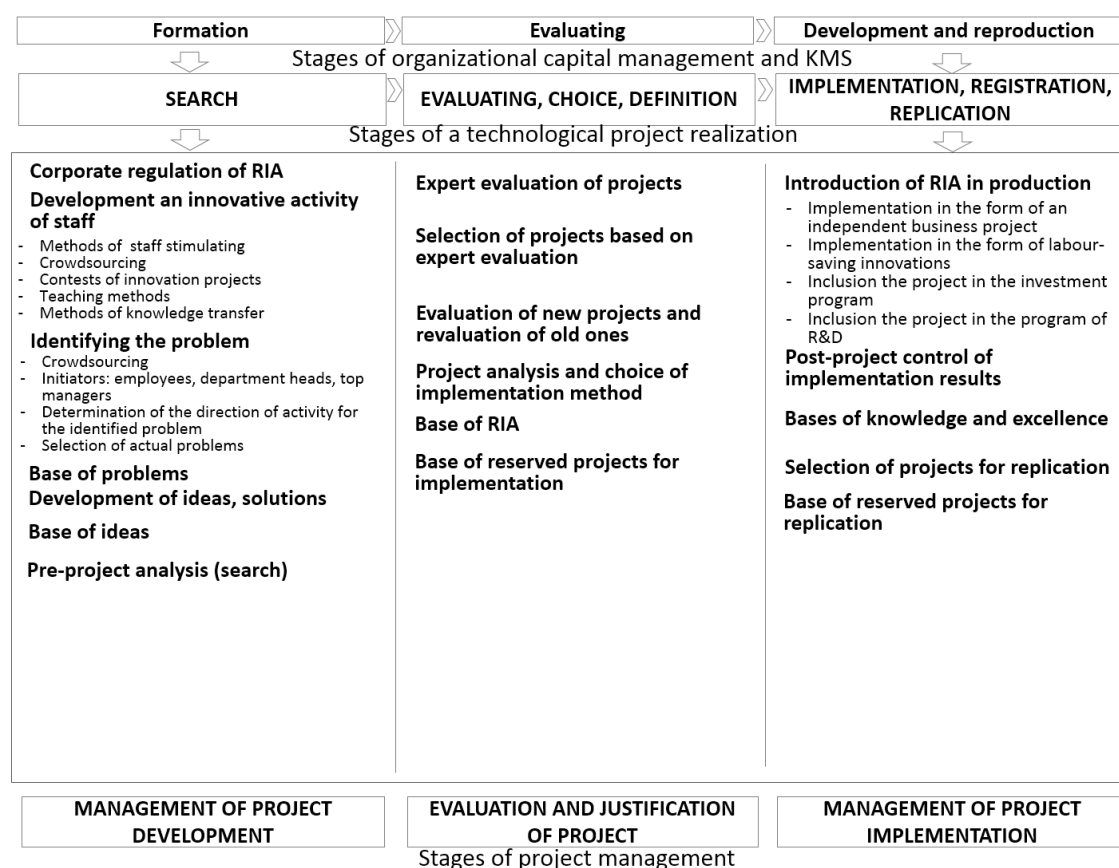 Formation
Evaluating
Development and reproduction
Stages of organizational capital management and KMS
SEARCH
EVALUATING, CHOICE, DEFINITION
IMPLEMENTATION, REGISTRATION,
REPLICATION
Stages of a technological project realization
Corporate regulation of RIA
Development an innovative activity
of staff
- Methods of staff stimulating
- Crowdsourcing
- Contests of innovation projects
- Teaching methods
- Methods of knowledge transfer
Identifying the problem
- Crowdsourcing
- Initiators: employees, department heads, top
managers
- Determination of the direction of activity for
the identified problem
- Selection of actual problems
Base of problems
Development of ideas, solutions
Base of ideas
Pre-project analysis (search)
Expert evaluation of projects
Selection of projects based on
expert evaluation
Evaluation of new projects and
revaluation of old ones
Project analysis and choice of
implementation method
Base of RIA
Base of reserved projects for
implementation
Introduction of RIA in production
- Implementation in the form of an
independent business project
- Implementation in the form of labour-
saving innovations
- Inclusion the project in the investment
program
- Inclusion the project in the program of
R&D
Post-project control of
implementation results
Bases of knowledge and excellence
Selection of projects for replication
Base of reserved projects for
replication
MANAGEMENT OF PROJECT
DEVELOPMENT
EVALUATION AND JUSTIFICATION
OF PROJECT
MANAGEMENT OF PROJECT
IMPLEMENTATION
Stages of project management